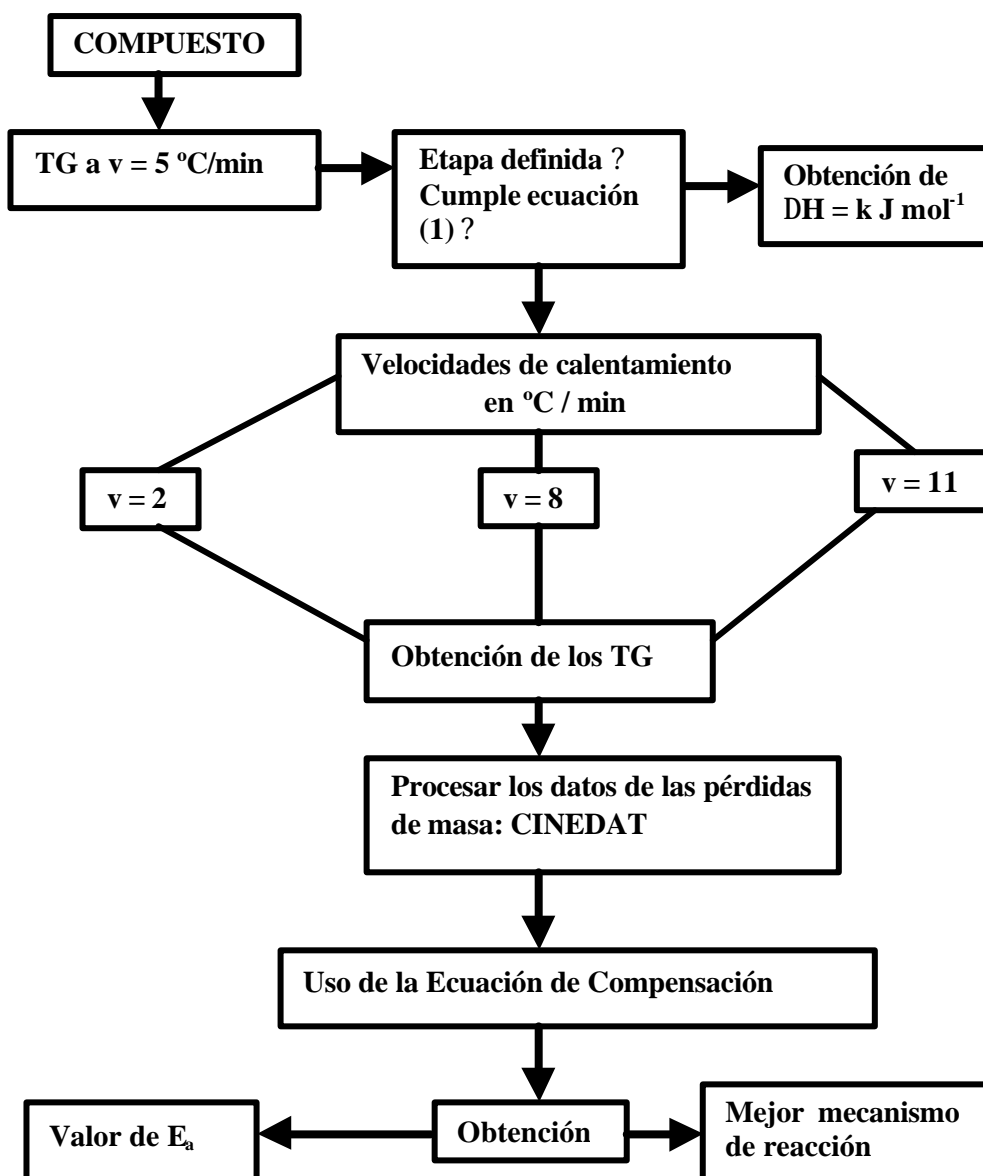 COMPUESTO
TG a v = 5 ºC/min
Etapa definida ?
Cumple ecuación
(1) ?
Obtención de
DH = k J mol⁻¹
Velocidades de calentamiento
en ºC / min
v = 2
v = 8
v = 11
Obtención de los TG
Procesar los datos de las pérdidas
de masa: CINEDAT
Uso de la Ecuación de Compensación
Valor de Eₐ
Obtención
Mejor mecanismo
de reacción